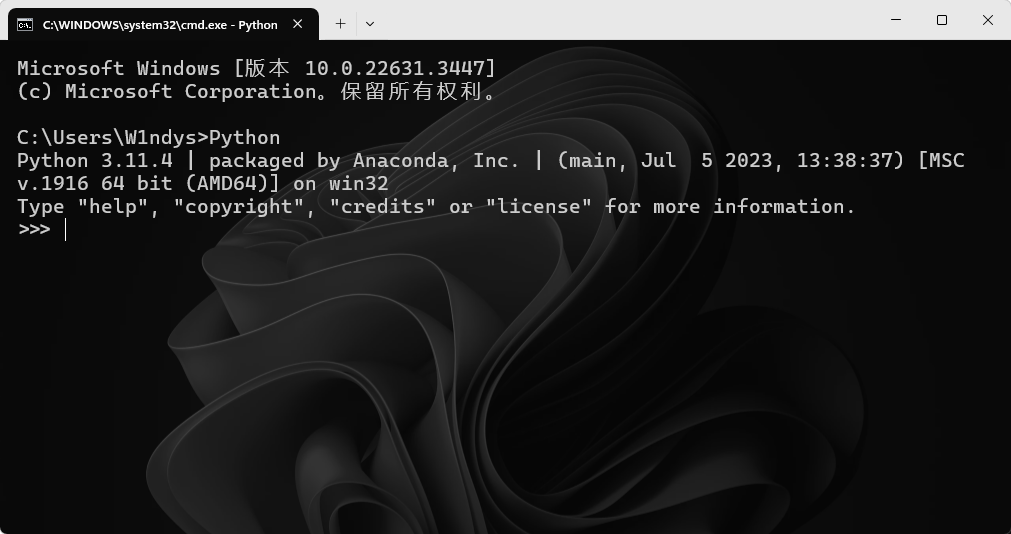 C:\WINDOWS\system32\cmd.exe - Python
Microsoft Windows [版本 10.0.22631.3447]
(c) Microsoft Corporation。保留所有权利。
C:\Users\W1ndys>Python
Python 3.11.4 | packaged by Anaconda, Inc. | (main, Jul  5 2023, 13:38:37) [MSC
v.1916 64 bit (AMD64)] on win32
Type "help", "copyright", "credits" or "license" for more information.
>>>